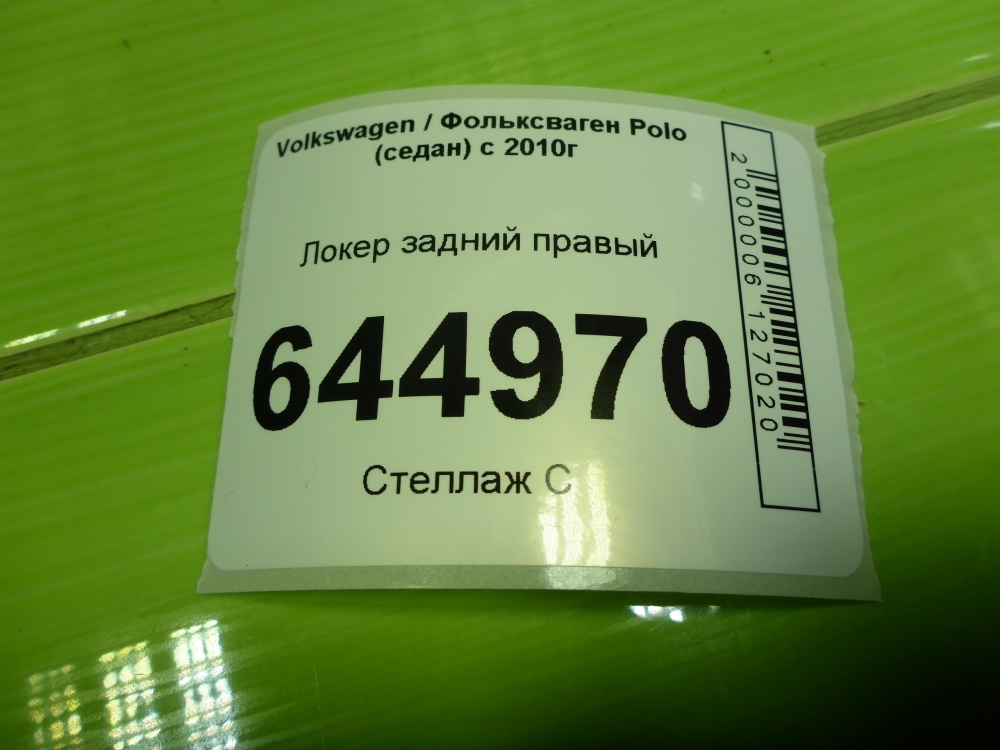 Volkswagen / Фольксваген Polo
(седан) с 2010г
Локер задний правый
644970
Стеллаж С
2000006127020